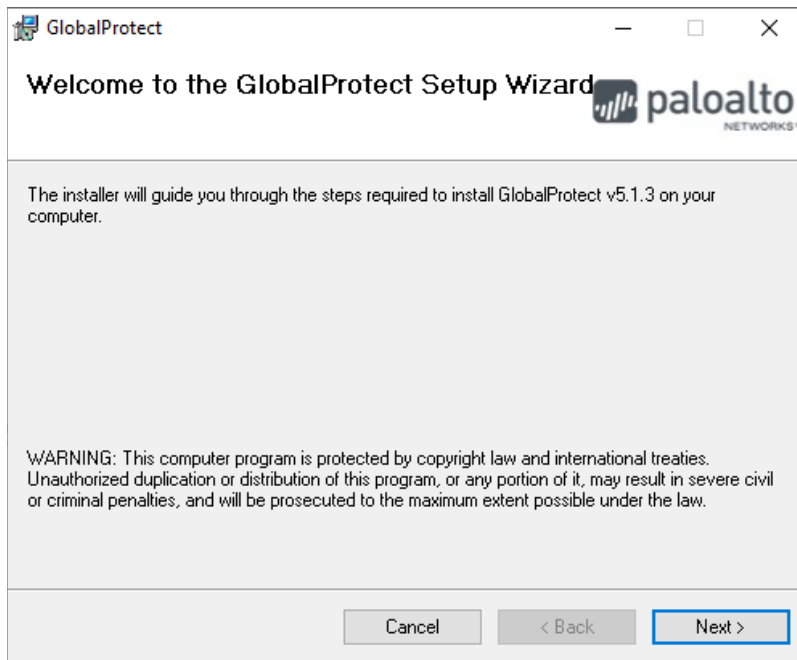 GlobalProtect
Welcome to the GlobalProtect Setup Wizard
paloalto
NETWORKS
The installer will guide you through the steps required to install GlobalProtect v5.1.3 on your
computer.
WARNING: This computer program is protected by copyright law and international treaties.
Unauthorized duplication or distribution of this program, or any portion of it, may result in severe civil
or criminal penalties, and will be prosecuted to the maximum extent possible under the law.
Cancel
< Back
Next >